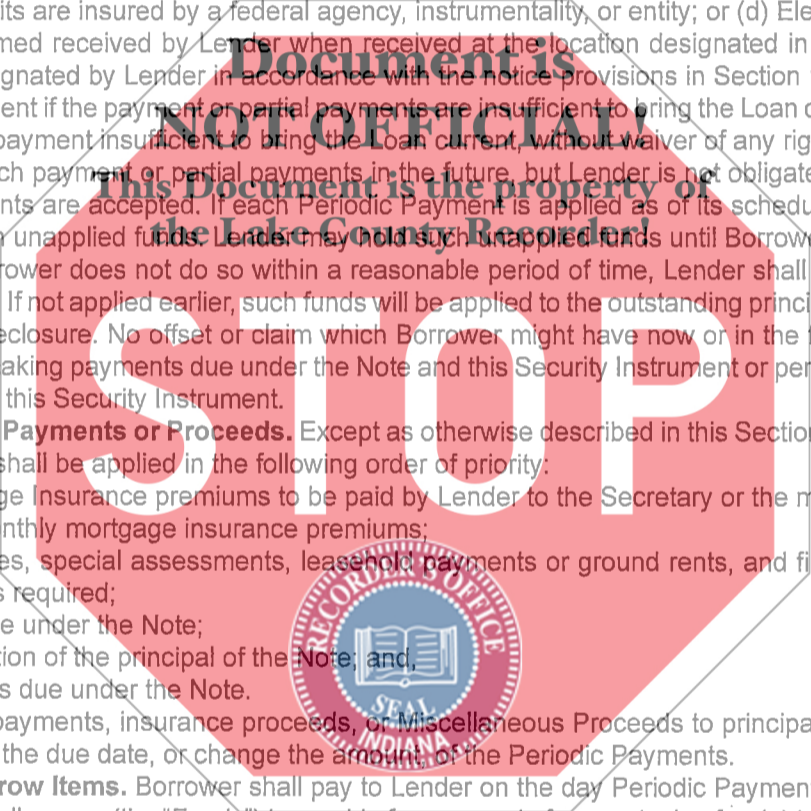 its are insured by a federal agency, instrumentality, or entity; or (d) Ele
med received by Lender when received at the location designated in
Document is
gnated by Lender in accordance with the notice provisions in Section
ent if the payment or partial payments are insufficient to bring the Loan c
NOT OFFICIAL!
payment insufficient to bring the Loan current, without waiver of any rig
ch payment or partial payments in the future, but Lender is not obligate
This Document is the property of
nts are accepted. If each Periodic Payment is applied as of its schedu
the Lake County Recorder!
unapplied funds. Lender may hold such unapplied funds until Borrow
rower does not do so within a reasonable period of time, Lender shall
If not applied earlier, such funds will be applied to the outstanding princi
eclosure. No offset or claim which Borrower might have now or in the f
STOP
aking payments due under the Note and this Security Instrument or per
this Security Instrument.
Payments or Proceeds. Except as otherwise described in this Section
shall be applied in the following order of priority:
ge Insurance premiums to be paid by Lender to the Secretary or the m
nthly mortgage insurance premiums;
es, special assessments, leasehold payments or ground rents, and fi
s required;
RECORDER'S OFFICE
e under the Note;
tion of the principal of the Note; and,
s due under the Note.
SEAL
payments, insurance proceeds, or Miscellaneous Proceeds to principa
INDIANA
the due date, or change the amount, of the Periodic Payments.
row Items. Borrower shall pay to Lender on the day Periodic Paymen